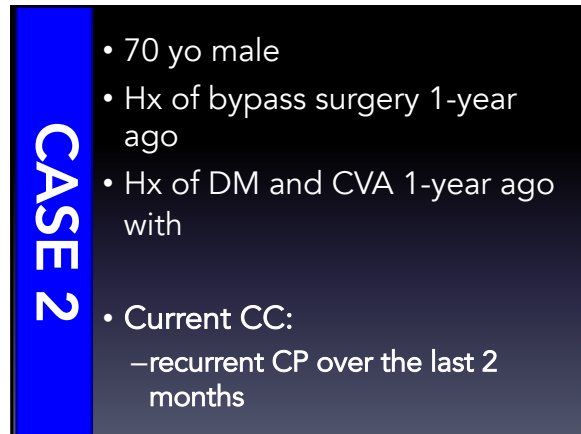 CASE 2
• 70 yo male
• Hx of bypass surgery 1-year
ago
• Hx of DM and CVA 1-year ago
with
• Current CC:
–recurrent CP over the last 2
months